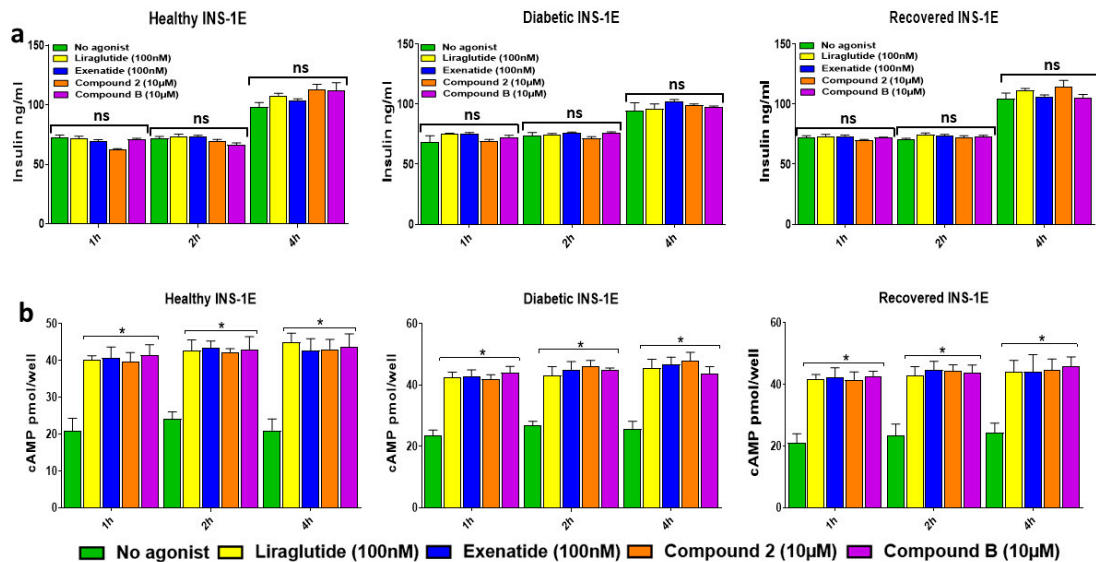 a
Healthy INS-1E
Insulin ng/ml
150
100
50
0
No agonist
Liraglutide (100nM)
Exenatide (100nM)
Compound 2 (10µM)
Compound B (10µM)
ns
ns
ns
1h
2h
4h
Diabetic INS-1E
Insulin ng/ml
150
100
50
0
No agonist
Liraglutide (100nM)
Exenatide (100nM)
Compound 2 (10µM)
Compound B (10µM)
ns
ns
ns
1h
2h
4h
Recovered INS-1E
Insulin ng/ml
150
100
50
0
No agonist
Liraglutide (100nM)
Exenatide (100nM)
Compound 2 (10µM)
Compound B (10µM)
ns
ns
ns
1h
2h
4h
b
Healthy INS-1E
cAMP pmol/well
50
40
30
20
10
0
*
*
*
1h
2h
4h
Diabetic INS-1E
cAMP pmol/well
60
40
20
0
*
*
*
1h
2h
4h
Recovered INS-1E
cAMP pmol/well
60
40
20
0
*
*
*
1h
2h
4h
No agonist Liraglutide (100nM) Exenatide (100nM) Compound 2 (10µM) Compound B (10µM)